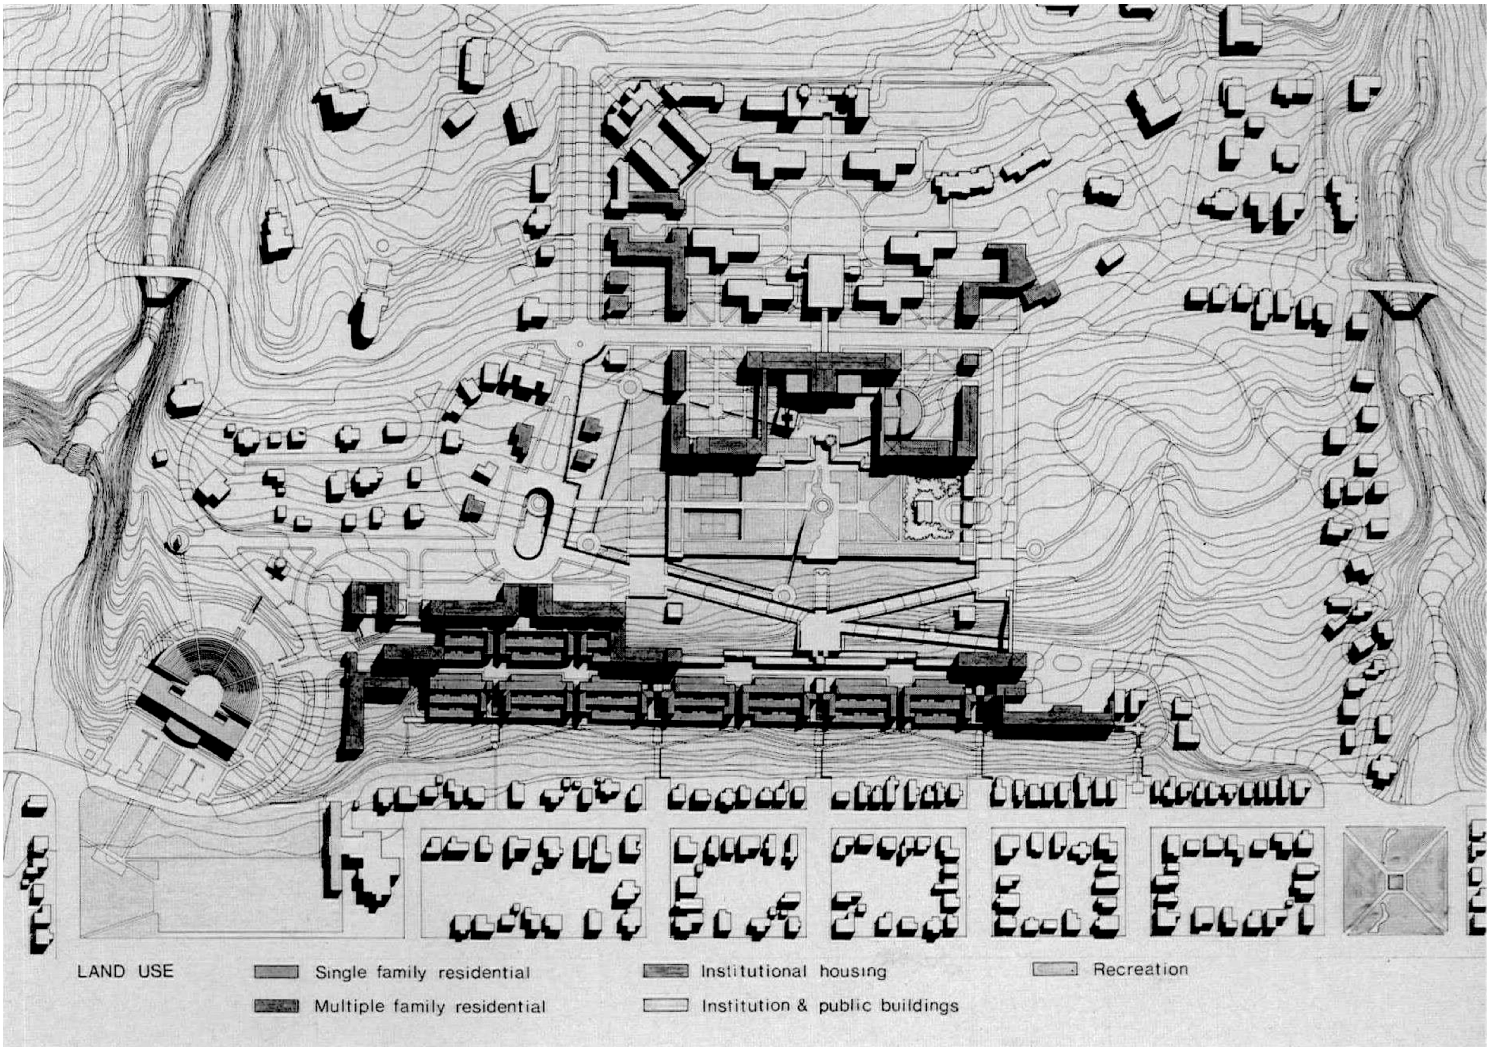 LAND USE
Single family residential
Multiple family residential
Institutional housing
Institution & public buildings
Recreation